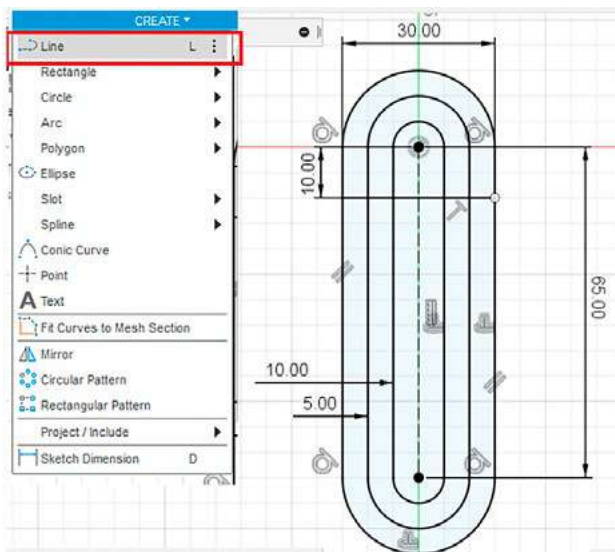 CREATE ▾
Line L ⋮
Rectangle
Circle
Arc
Polygon
Ellipse
Slot
Spline
Conic Curve
Point
A Text
Fit Curves to Mesh Section
Mirror
Circular Pattern
Rectangular Pattern
Project / Include
Sketch Dimension D
30.00
10.00
65.00
10.00
5.00